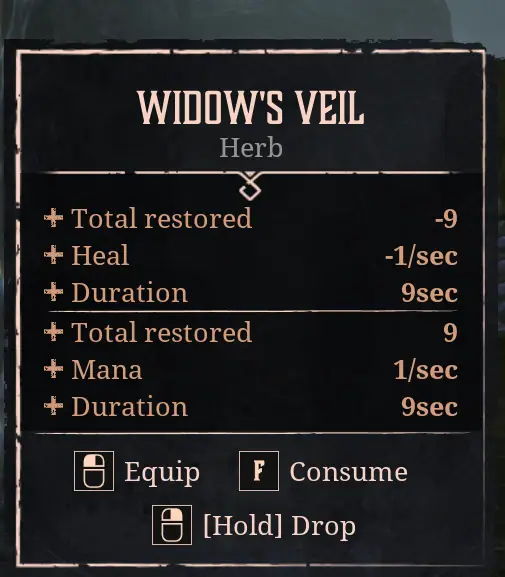 WIDOW'S VEIL
Herb
Total restored -9
Heal -1/sec
Duration 9sec
Total restored 9
Mana 1/sec
Duration 9sec
Equip F Consume
[Hold] Drop